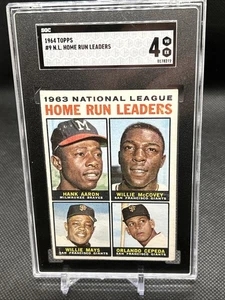 SGC
1964 TOPPS
#9 N.L. HOME RUN LEADERS
4
1963 NATIONAL LEAGUE
HOME RUN LEADERS
HANK AARON
MILWAUKEE BRAVES
WILLIE McCOVEY
SAN FRANCISCO GIANTS
WILLIE MAYS
SAN FRANCISCO GIANTS
ORLANDO CEPEDA
SAN FRANCISCO GIANTS